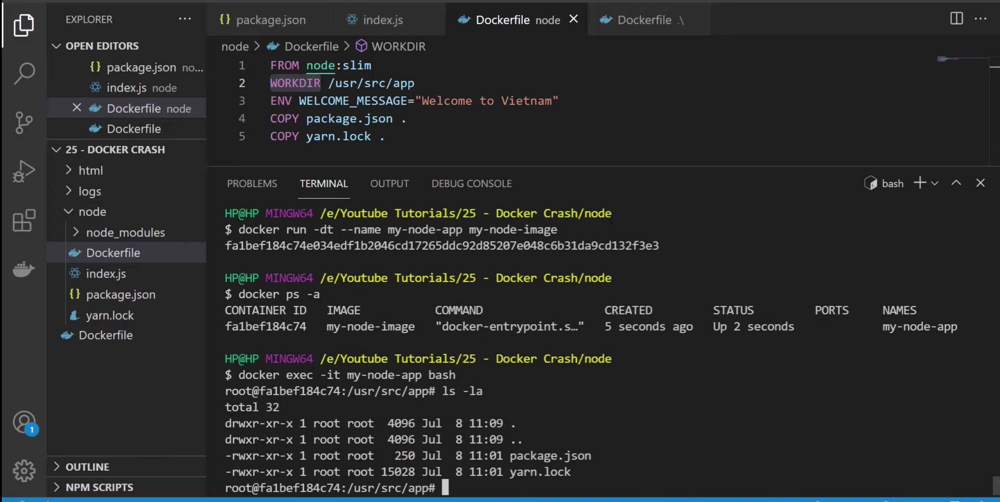 EXPLORER
OPEN EDITORS
package.json no...
index.js node
Dockerfile node
Dockerfile
25 - DOCKER CRASH
html
logs
node
node_modules
Dockerfile
index.js
package.json
yarn.lock
Dockerfile
OUTLINE
NPM SCRIPTS
1
package.json
index.js
Dockerfile node
Dockerfile .\
node > Dockerfile > WORKDIR
1 FROM node:slim
2 WORKDIR /usr/src/app
3 ENV WELCOME_MESSAGE="Welcome to Vietnam"
4 COPY package.json .
5 COPY yarn.lock .
PROBLEMS TERMINAL OUTPUT DEBUG CONSOLE bash
HP@HP MINGW64 /e/Youtube Tutorials/25 - Docker Crash/node
$ docker run -dt --name my-node-app my-node-image
fa1bef184c74e034edf1b2046cd17265ddc92d85207e048c6b31da9cd132f3e3
HP@HP MINGW64 /e/Youtube Tutorials/25 - Docker Crash/node
$ docker ps -a
CONTAINER ID IMAGE COMMAND CREATED STATUS PORTS NAMES
fa1bef184c74 my-node-image "docker-entrypoint.s…" 5 seconds ago Up 2 seconds my-node-app
HP@HP MINGW64 /e/Youtube Tutorials/25 - Docker Crash/node
$ docker exec -it my-node-app bash
root@fa1bef184c74:/usr/src/app# ls -la
total 32
drwxr-xr-x 1 root root 4096 Jul 8 11:09 .
drwxr-xr-x 1 root root 4096 Jul 8 11:09 ..
-rwxr-xr-x 1 root root 250 Jul 8 11:01 package.json
-rwxr-xr-x 1 root root 15028 Jul 8 11:01 yarn.lock
root@fa1bef184c74:/usr/src/app#